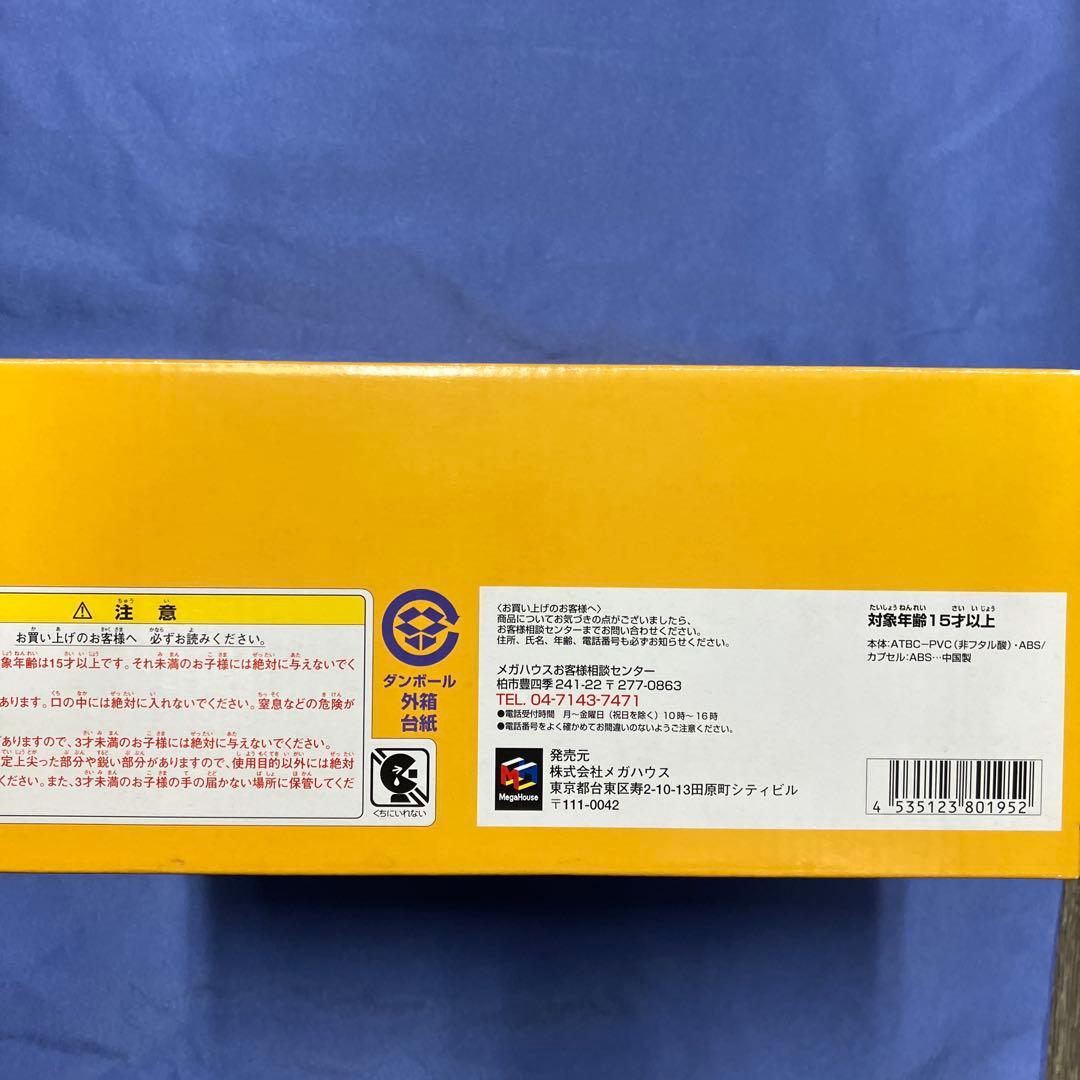 ⚠ 注意
お買い上げのお客様へ 必ずお読みください。
象年齢は15才以上です。それ未満のお子様には絶対に与えないでく
あります。口の中には絶対に入れないでください。窒息などの危険が
がありますので、3才未満のお子様には絶対に与えないでください。
定上尖った部分や鋭い部分がありますので、使用目的以外には絶対
ください。また、3才未満のお子様の手の届かない場所に保管してくだ
ダンボール
外箱
台紙
くちにいれない
〈お買い上げのお客様へ〉
商品についてお気づきの点がございましたら、
お客様相談センターまでお問い合わせください。
住所、氏名、年齢、電話番号も必ずお知らせください。
メガハウスお客様相談センター
柏市豊四季241-22 〒277-0863
TEL. 04-7143-7471
●電話受付時間 月〜金曜日(祝日を除く)10時〜16時
●電話番号をよく確かめてお間違いのないようご注意ください。
MegaHouse
発売元
株式会社メガハウス
東京都台東区寿2-10-13田原町シティビル
〒111-0042
たいしょうねんれい さい い じょう
対象年齢15才以上
本体:ATBC−PVC(非フタル酸)・ABS/
カプセル:ABS…中国製
4 535123 801952